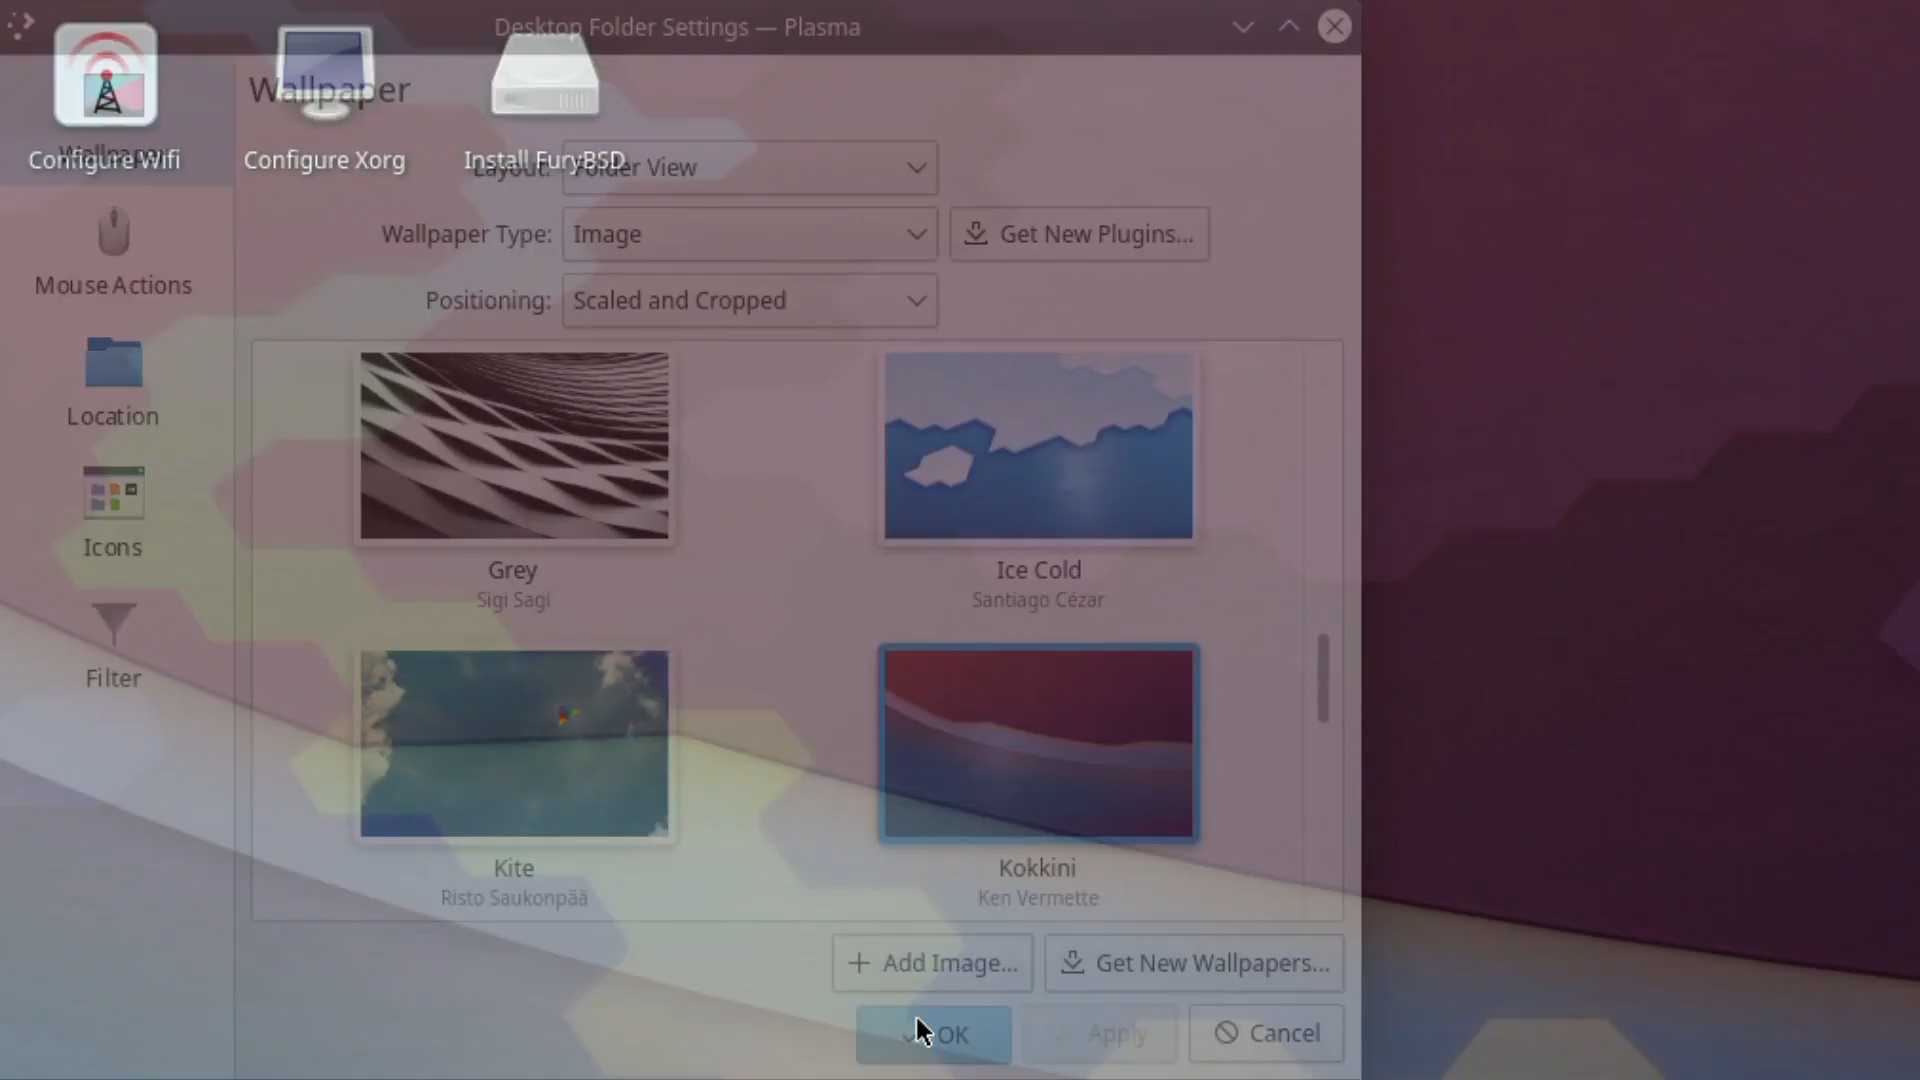 Desktop Folder Settings — Plasma
Wallpaper
Configure Wifi
Configure Xorg
Install FuryBSD
Wallpaper
Layout:
Folder View
Wallpaper Type:
Image
Get New Plugins...
Positioning:
Scaled and Cropped
Mouse Actions
Location
Icons
Filter
Grey
Sigi Sagi
Ice Cold
Santiago Cézar
Kite
Risto Saukonpää
Kokkini
Ken Vermette
Add Image...
Get New Wallpapers...
OK
Apply
Cancel